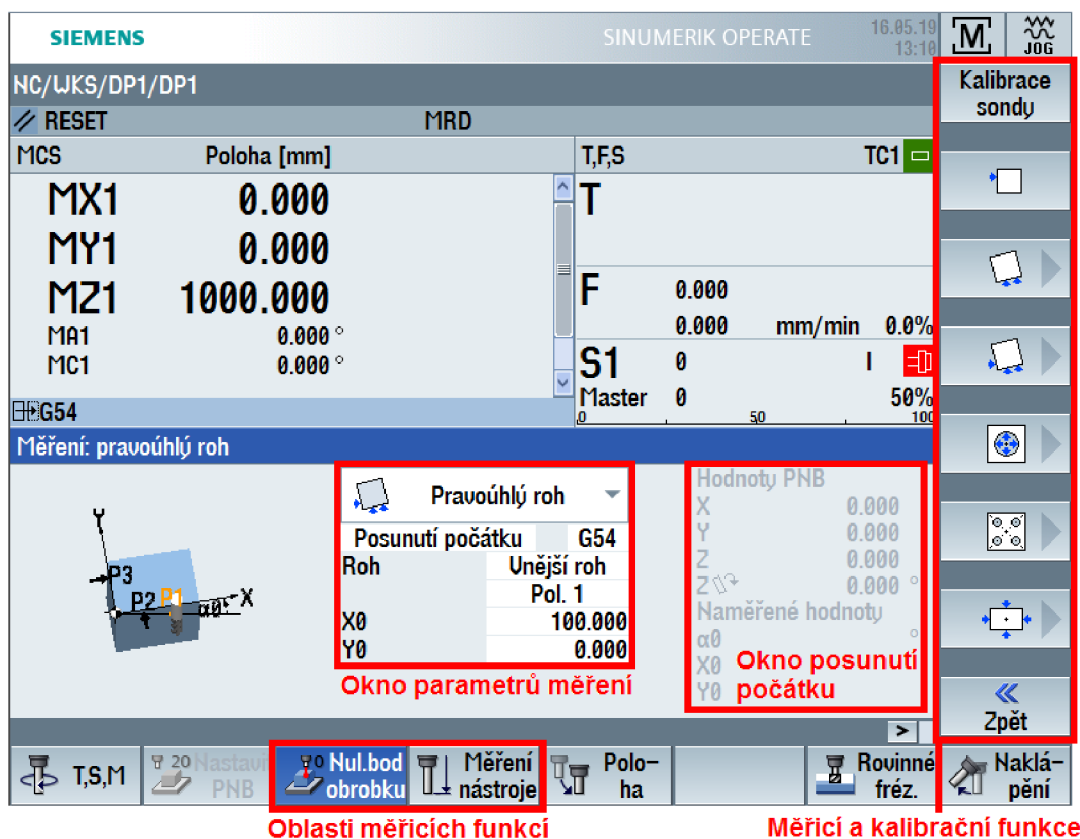 SIEMENS
SINUMERIK OPERATE
16.05.19
13:10
M
JOG
NC/WKS/DP1/DP1
Kalibrace
sondy
RESET
MRD
MCS Poloha [mm]
T,F,S TC1
MX1 0.000
MY1 0.000
MZ1 1000.000
MA1 0.000 °
MC1 0.000 °
G54
T
F 0.000
0.000 mm/min 0.0%
S1 0 I
Master 0 50%
0 50 100
Měření: pravoúhlý roh
Y
P3
P2 P1 α0 X
Pravoúhlý roh
Posunutí počátku G54
Roh Vnější roh
Pol. 1
X0 100.000
Y0 0.000
Okno parametrů měření
Hodnoty PNB
X 0.000
Y 0.000
Z 0.000
Z 0.000 °
Naměřené hodnoty
α0 °
X0
Y0
Okno posunutí
počátku
Zpět
>
T,S,M
20 Nastavit
PNB
0 Nul.bod
obrobku
Měření
nástroje
Polo-
ha
Rovinné
fréz.
Naklá-
pění
Oblasti měřicích funkcí
Měřicí a kalibrační funkce